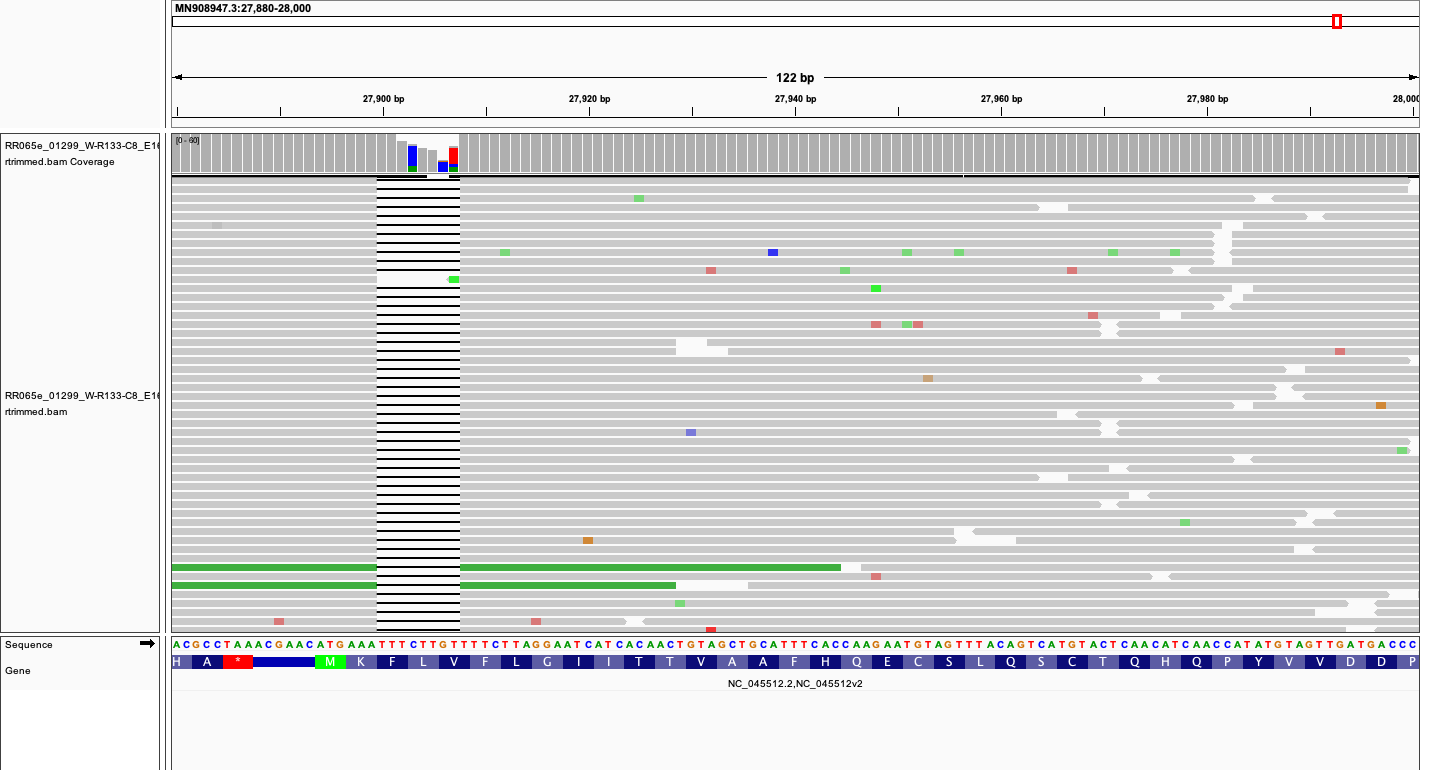 MN908947.3:27,880-28,000
122 bp
27,900 bp 27,920 bp 27,940 bp 27,960 bp 27,980 bp 28,000
RR065e_01299_W-R133-C8_E16
rtrimmed.bam Coverage
[0 - 60]
RR065e_01299_W-R133-C8_E16
rtrimmed.bam
Sequence
ACGCCTAAACGAACATGAAATTTCTTGTTTTCTTAGGAATCATCACAACTGTAGCTGCATTTCACCAAGAATGTAGTTTACAGTCATGTACTCAACATCAACCATATGTAGTTGATGACCC
Gene
H A * M K F L V F L G I I T T V A A F H Q E C S L Q S C T Q H Q P Y V V D D P
NC_045512.2,NC_045512v2